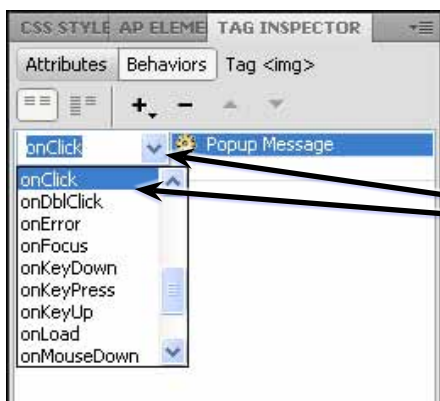 CSS STYLE AP ELEME TAG INSPECTOR
Attributes Behaviors Tag <img>
onClick Popup Message
onClick
onDblClick
onError
onFocus
onKeyDown
onKeyPress
onKeyUp
onLoad
onMouseDown